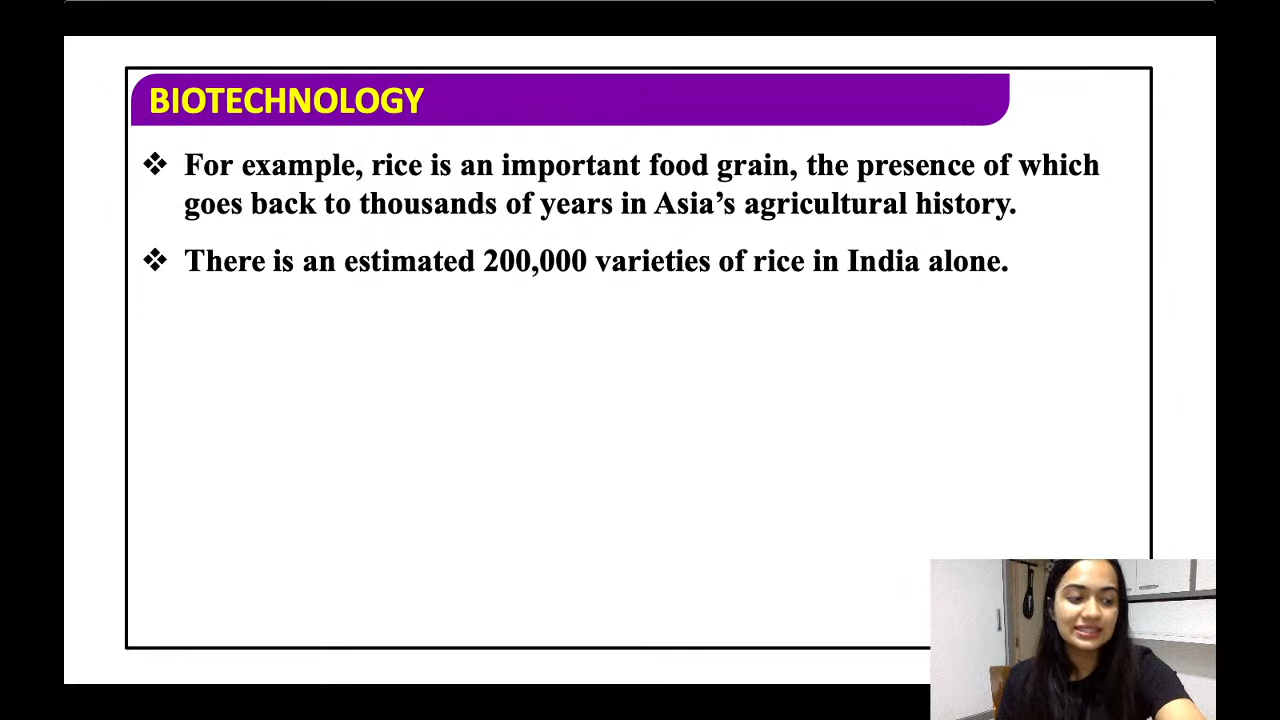 BIOTECHNOLOGY
❖ For example, rice is an important food grain, the presence of which
goes back to thousands of years in Asia’s agricultural history.
❖ There is an estimated 200,000 varieties of rice in India alone.